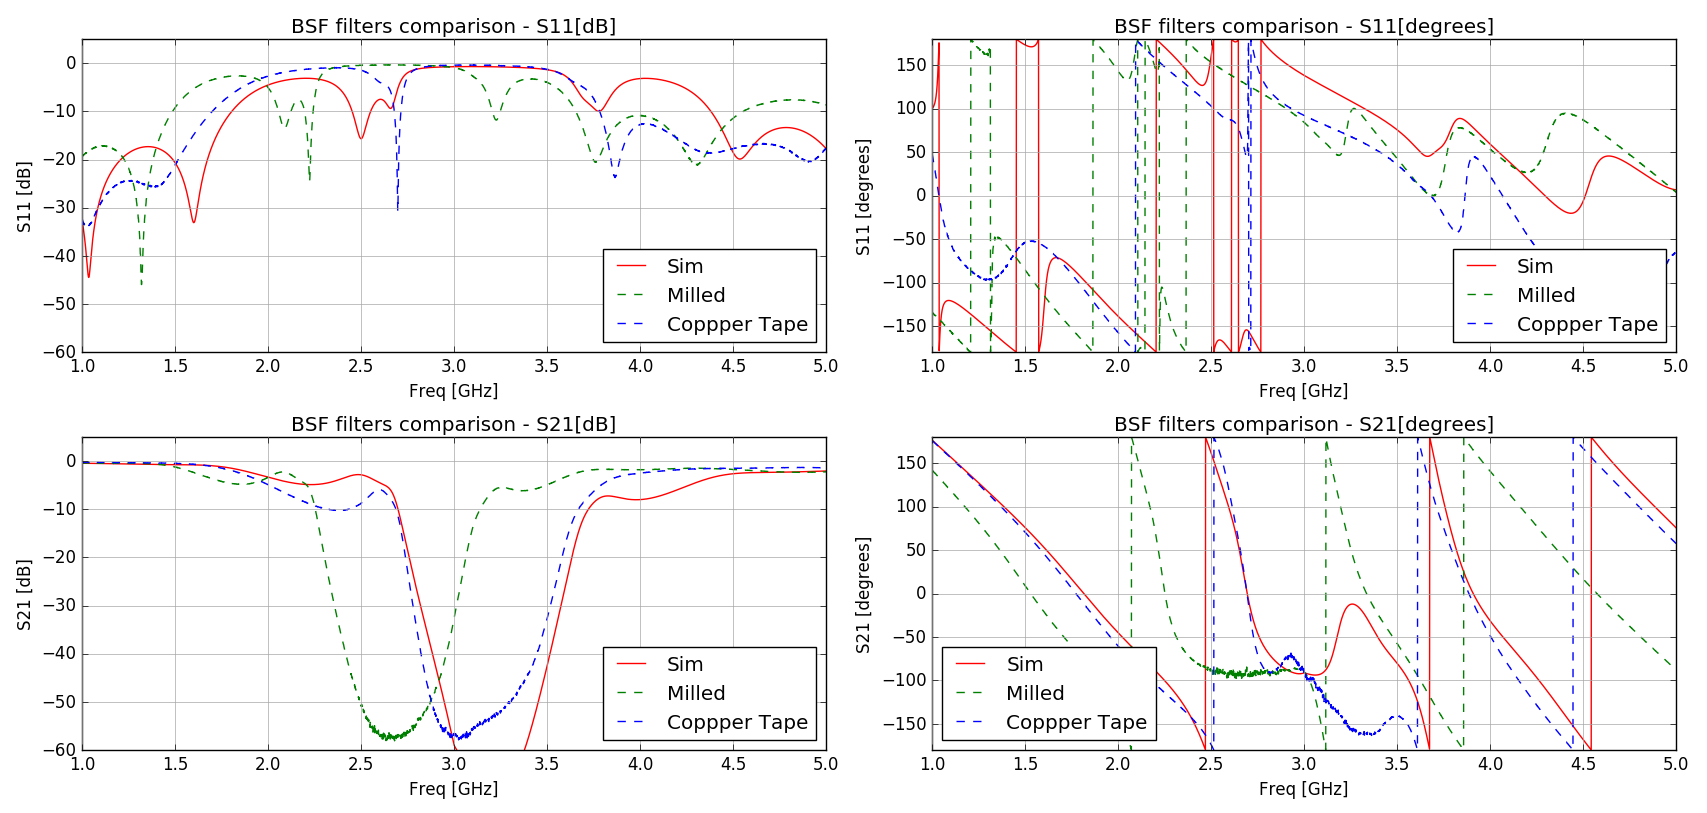 BSF filters comparison - S11[dB]
S11 [dB]
0
−10
−20
−30
−40
−50
−60
1.0 1.5 2.0 2.5 3.0 3.5 4.0 4.5 5.0
Freq [GHz]
Sim
Milled
Coppper Tape
BSF filters comparison - S11[degrees]
S11 [degrees]
150
100
50
0
−50
−100
−150
1.0 1.5 2.0 2.5 3.0 3.5 4.0 4.5 5.0
Freq [GHz]
Sim
Milled
Coppper Tape
BSF filters comparison - S21[dB]
S21 [dB]
0
−10
−20
−30
−40
−50
−60
1.0 1.5 2.0 2.5 3.0 3.5 4.0 4.5 5.0
Freq [GHz]
Sim
Milled
Coppper Tape
BSF filters comparison - S21[degrees]
S21 [degrees]
150
100
50
0
−50
−100
−150
1.0 1.5 2.0 2.5 3.0 3.5 4.0 4.5 5.0
Freq [GHz]
Sim
Milled
Coppper Tape